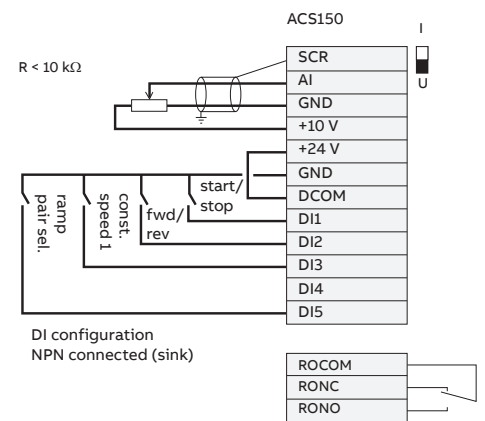 ACS150
I
U
R < 10 kΩ
SCR
AI
GND
+10 V
+24 V
GND
DCOM
DI1
DI2
DI3
DI4
DI5
start/
stop
fwd/
rev
const.
speed 1
ramp
pair sel.
DI configuration
NPN connected (sink)
ROCOM
RONC
RONO